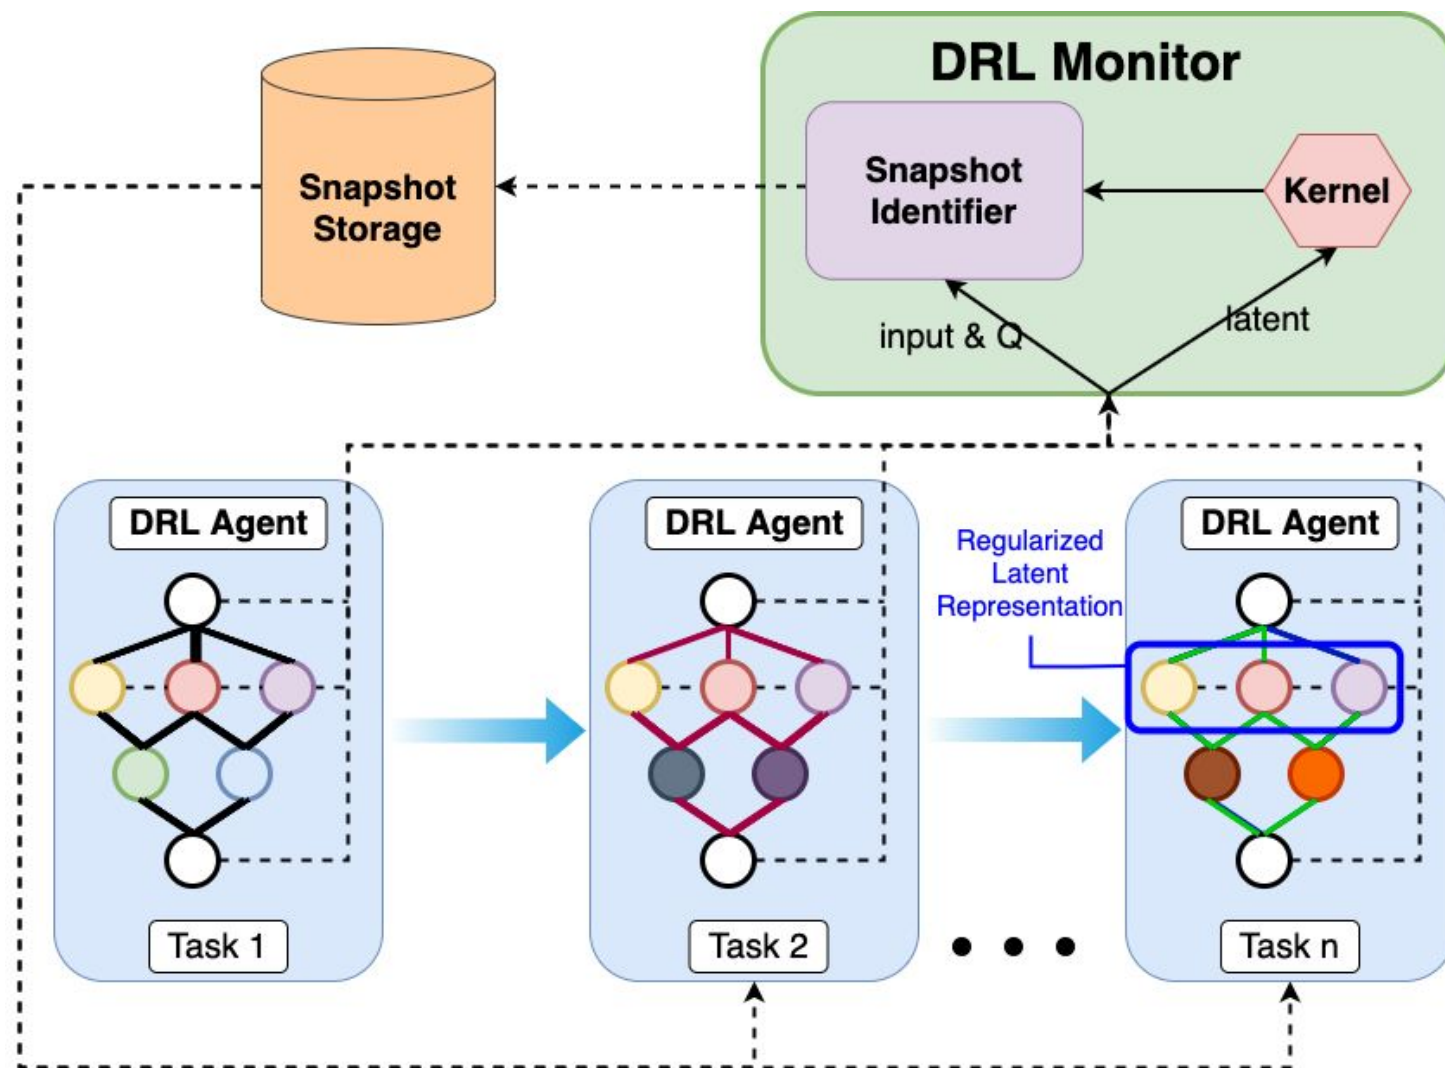 DRL Monitor
Snapshot
Storage
Snapshot
Identifier
Kernel
input & Q
latent
DRL Agent
DRL Agent
DRL Agent
Regularized
Latent
Representation
Task 1
Task 2
Task n